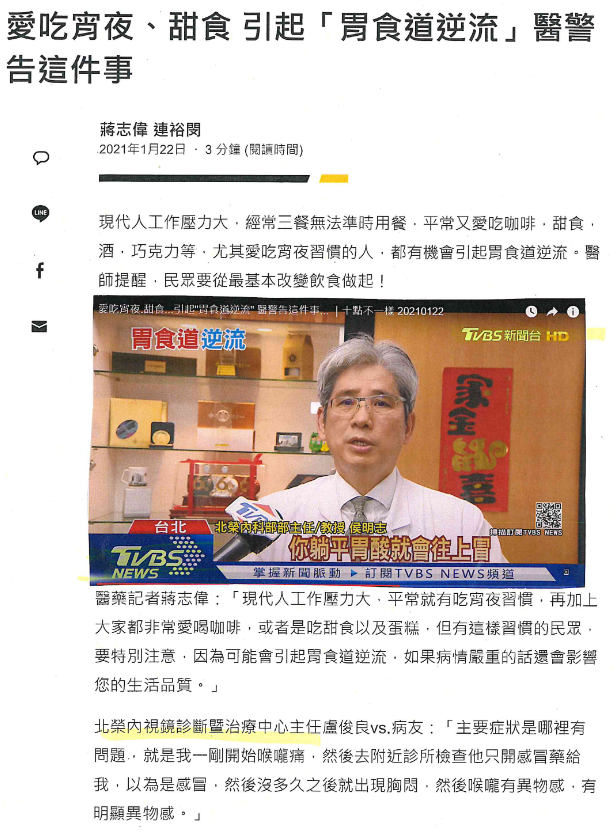 愛吃宵夜、甜食 引起「胃食道逆流」醫警
告這件事
蔣志偉 連裕閔
2021年1月22日 · 3 分鐘 (閱讀時間)
LINE
現代人工作壓力大，經常三餐無法準時用餐，平常又愛吃咖啡，甜食，
酒，巧克力等，尤其愛吃宵夜習慣的人，都有機會引起胃食道逆流。醫
師提醒，民眾要從最基本改變飲食做起！
愛吃宵夜.甜食...引起"胃食道逆流" 醫警告這件事... | 十點不一樣 20210122
胃食道逆流
TVBS新聞台 HD
家全
喜
台北
北榮內科部部主任/教授 侯明志
掃描訂閱TVBS NEWS
你躺平胃酸就會往上冒
TVBS
NEWS
掌握新聞脈動 ▶ 訂閱TVBS NEWS頻道
醫藥記者蔣志偉：「現代人工作壓力大，平常就有吃宵夜習慣，再加上
大家都非常愛喝咖啡，或者是吃甜食以及蛋糕，但有這樣習慣的民眾，
要特別注意，因為可能會引起胃食道逆流，如果病情嚴重的話還會影響
您的生活品質。」
北榮內視鏡診斷暨治療中心主任盧俊良vs.病友：「主要症狀是哪裡有
問題，就是我一剛開始喉嚨痛，然後去附近診所檢查他只開感冒藥給
我，以為是感冒，然後沒多久之後就出現胸悶，然後喉嚨有異物感，有
明顯異物感。」